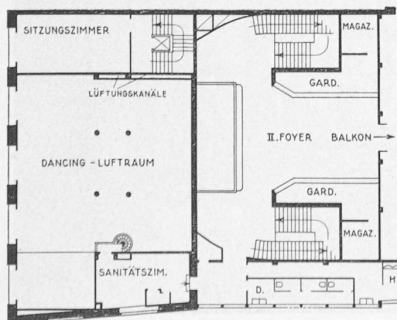 SITZUNGSZIMMER
MAGAZ.
LÜFTUNGSKANÄLE
GARD.
II. FOYER BALKON
DANCING - LUFTRAUM
GARD.
MAGAZ.
SANITÄTSZIM.
D.
H